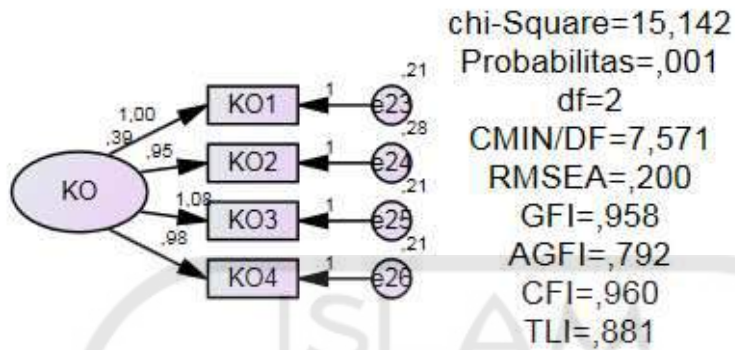 chi-Square=15,142
Probabilitas=,001
df=2
CMIN/DF=7,571
RMSEA=,200
GFI=,958
AGFI=,792
CFI=,960
TLI=,881
KO
,39
1,00
KO1
1
e23
,21
,95
KO2
1
e24
,28
1,08
KO3
1
e25
,21
,98
KO4
1
e26
,21
ISLAM